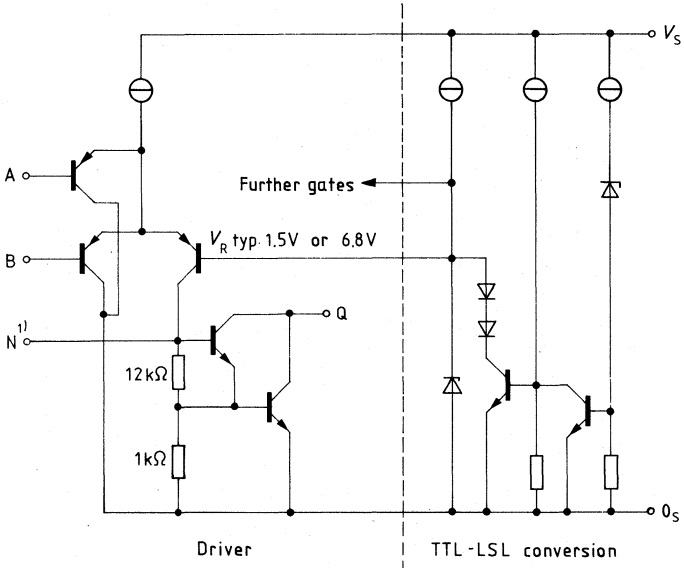 V_S
A
Further gates
V_R typ. 1.5V or 6.8V
B
Q
N 1)
12kΩ
1kΩ
0_S
Driver
TTL-LSL conversion